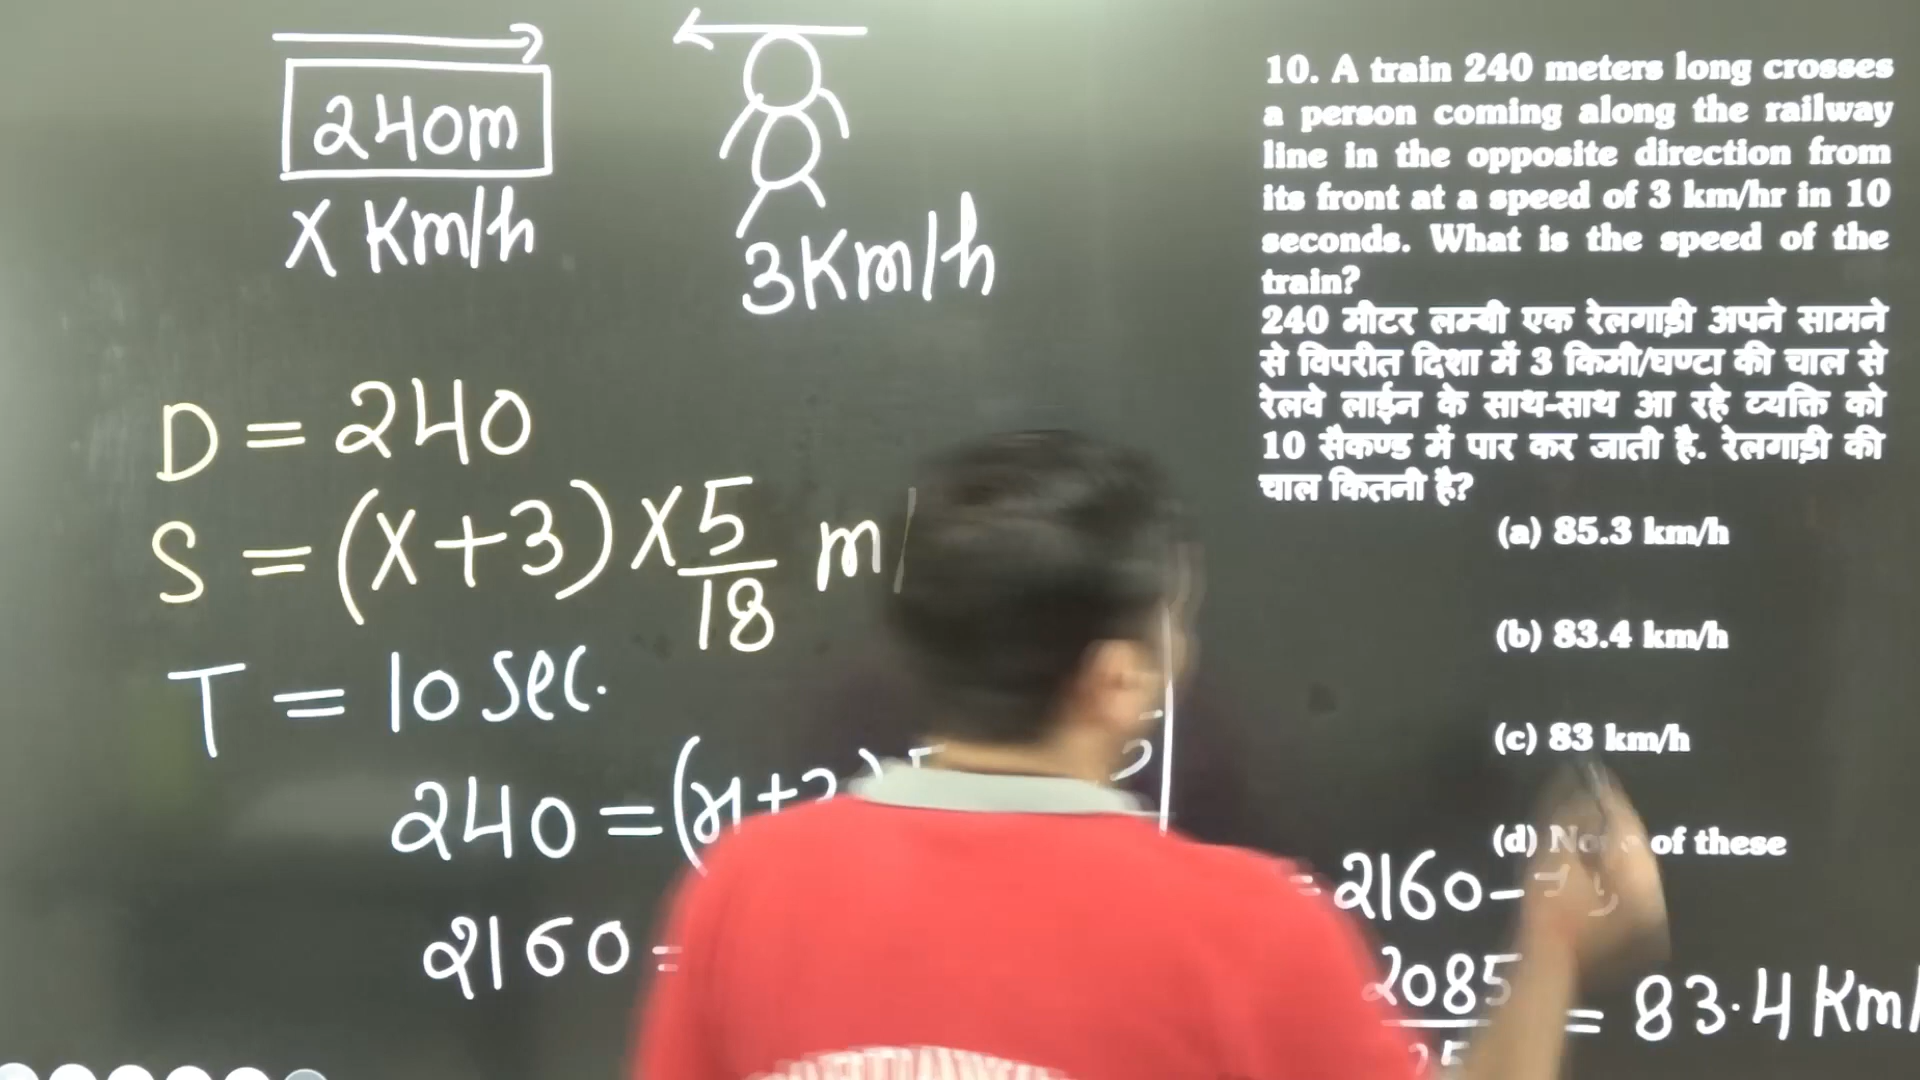 240m
X Km/h
3Km/h
D = 240
S = (X+3) X 5/18 m/
T = 10 Sec.
240 = (x+3)
2160 =
10. A train 240 meters long crosses
a person coming along the railway
line in the opposite direction from
its front at a speed of 3 km/hr in 10
seconds. What is the speed of the
train?
240 मीटर लम्बी एक रेलगाड़ी अपने सामने
से विपरीत दिशा में 3 किमी/घण्टा की चाल से
रेलवे लाईन के साथ-साथ आ रहे व्यक्ति को
10 सैकण्ड में पार कर जाती है. रेलगाड़ी की
चाल कितनी है?
(a) 85.3 km/h
(b) 83.4 km/h
(c) 83 km/h
(d) None of these
= 2160 -
2085
25
= 83.4 Km/